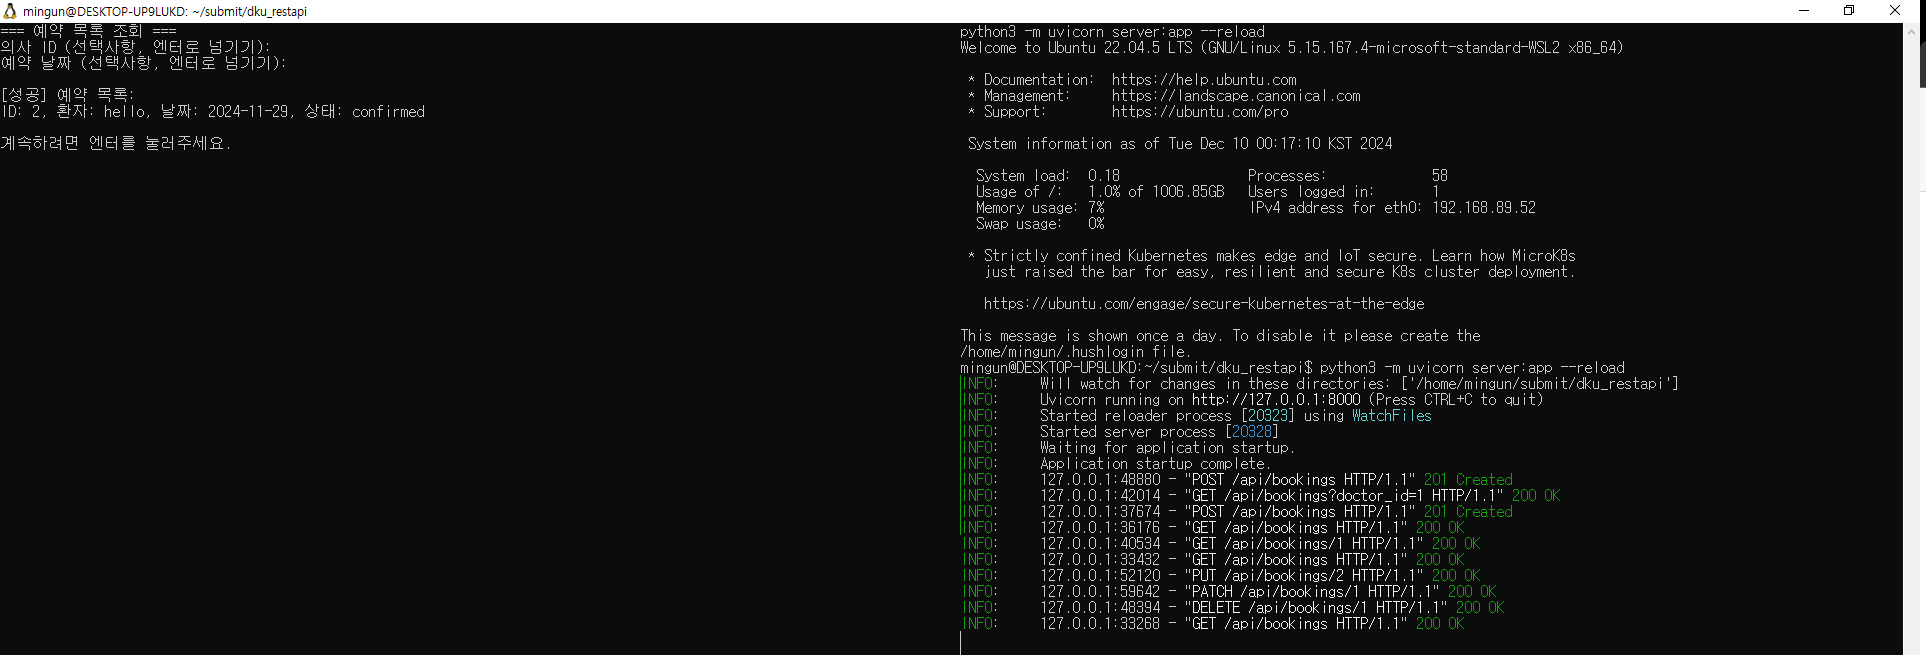 mingun@DESKTOP-UP9LUKD: ~/submit/dku_restapi
=== 예약 목록 조회 ===
의사 ID (선택사항, 엔터로 넘기기):
예약 날짜 (선택사항, 엔터로 넘기기):
[성공] 예약 목록:
ID: 2, 환자: hello, 날짜: 2024-11-29, 상태: confirmed
계속하려면 엔터를 눌러주세요.
python3 -m uvicorn server:app --reload
Welcome to Ubuntu 22.04.5 LTS (GNU/Linux 5.15.167.4-microsoft-standard-WSL2 x86_64)
* Documentation:  https://help.ubuntu.com
* Management:     https://landscape.canonical.com
* Support:        https://ubuntu.com/pro
System information as of Tue Dec 10 00:17:10 KST 2024
System load:  0.18                Processes:             58
Usage of /:   1.0% of 1006.85GB   Users logged in:       1
Memory usage: 7%                  IPv4 address for eth0: 192.168.89.52
Swap usage:   0%
* Strictly confined Kubernetes makes edge and IoT secure. Learn how MicroK8s
just raised the bar for easy, resilient and secure K8s cluster deployment.
https://ubuntu.com/engage/secure-kubernetes-at-the-edge
This message is shown once a day. To disable it please create the
/home/mingun/.hushlogin file.
mingun@DESKTOP-UP9LUKD:~/submit/dku_restapi$ python3 -m uvicorn server:app --reload
INFO:     Will watch for changes in these directories: ['/home/mingun/submit/dku_restapi']
INFO:     Uvicorn running on http://127.0.0.1:8000 (Press CTRL+C to quit)
INFO:     Started reloader process [20323] using WatchFiles
INFO:     Started server process [20328]
INFO:     Waiting for application startup.
INFO:     Application startup complete.
INFO:     127.0.0.1:48880 - "POST /api/bookings HTTP/1.1" 201 Created
INFO:     127.0.0.1:42014 - "GET /api/bookings?doctor_id=1 HTTP/1.1" 200 OK
INFO:     127.0.0.1:37674 - "POST /api/bookings HTTP/1.1" 201 Created
INFO:     127.0.0.1:36176 - "GET /api/bookings HTTP/1.1" 200 OK
INFO:     127.0.0.1:40534 - "GET /api/bookings/1 HTTP/1.1" 200 OK
INFO:     127.0.0.1:33432 - "GET /api/bookings HTTP/1.1" 200 OK
INFO:     127.0.0.1:52120 - "PUT /api/bookings/2 HTTP/1.1" 200 OK
INFO:     127.0.0.1:59642 - "PATCH /api/bookings/1 HTTP/1.1" 200 OK
INFO:     127.0.0.1:48394 - "DELETE /api/bookings/1 HTTP/1.1" 200 OK
INFO:     127.0.0.1:33268 - "GET /api/bookings HTTP/1.1" 200 OK